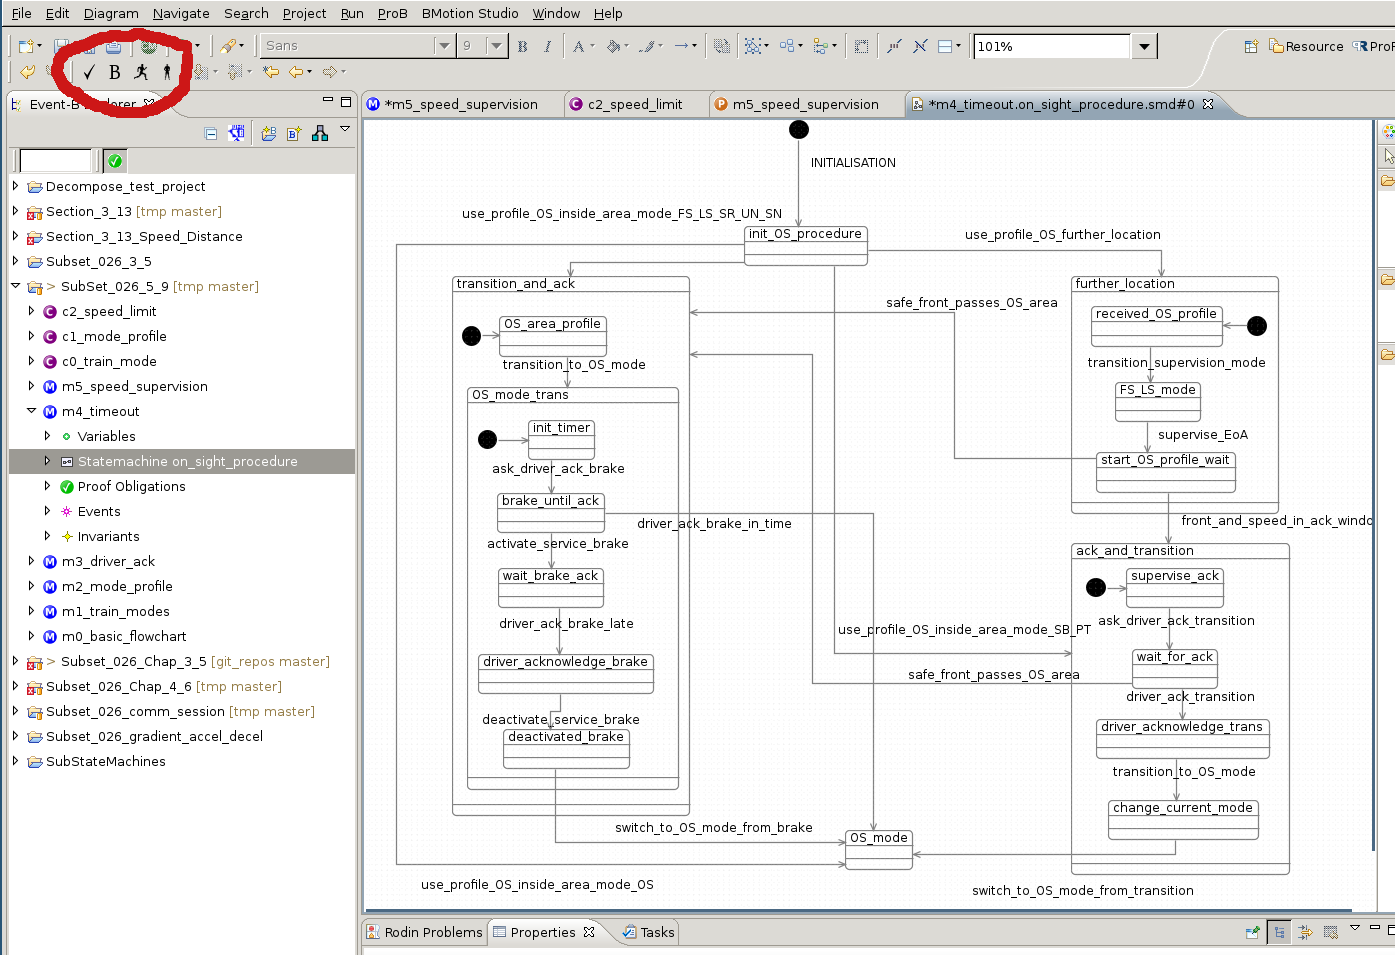 File Edit Diagram Navigate Search Project Run ProB BMotion Studio Window Help
Sans 9 B I A 101% Resource
B
*m5_speed_supervision c2_speed_limit m5_speed_supervision *m4_timeout.on_sight_procedure.smd#0
Decompose_test_project
Section_3_13 [tmp master]
Section_3_13_Speed_Distance
Subset_026_3_5
> SubSet_026_5_9 [tmp master]
c2_speed_limit
c1_mode_profile
c0_train_mode
m5_speed_supervision
m4_timeout
Variables
Statemachine on_sight_procedure
Proof Obligations
Events
Invariants
m3_driver_ack
m2_mode_profile
m1_train_modes
m0_basic_flowchart
> Subset_026_Chap_3_5 [git_repos master]
Subset_026_Chap_4_6 [tmp master]
Subset_026_comm_session [tmp master]
Subset_026_gradient_accel_decel
SubStateMachines
INITIALISATION
use_profile_OS_inside_area_mode_FS_LS_SR_UN_SN
init_OS_procedure
use_profile_OS_further_location
transition_and_ack
OS_area_profile
transition_to_OS_mode
OS_mode_trans
init_timer
ask_driver_ack_brake
brake_until_ack
driver_ack_brake_in_time
activate_service_brake
wait_brake_ack
driver_ack_brake_late
driver_acknowledge_brake
deactivate_service_brake
deactivated_brake
switch_to_OS_mode_from_brake
use_profile_OS_inside_area_mode_OS
OS_mode
safe_front_passes_OS_area
further_location
received_OS_profile
transition_supervision_mode
FS_LS_mode
supervise_EoA
start_OS_profile_wait
front_and_speed_in_ack_windo
ack_and_transition
supervise_ack
ask_driver_ack_transition
use_profile_OS_inside_area_mode_SB_PT
wait_for_ack
safe_front_passes_OS_area
driver_ack_transition
driver_acknowledge_trans
transition_to_OS_mode
change_current_mode
switch_to_OS_mode_from_transition
Rodin Problems Properties Tasks